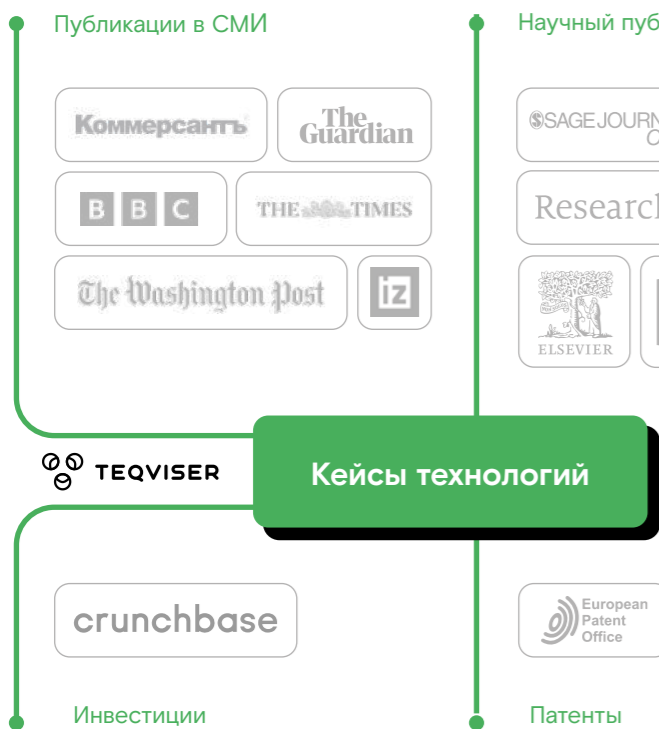 Публикации в СМИ
Научный пуб
Коммерсантъ
The
Guardian
SAGE JOURN
BBC
THE TIMES
Researc
The Washington Post
iz
ELSEVIER
TEQVISER
Кейсы технологий
crunchbase
European
Patent
Office
Инвестиции
Патенты